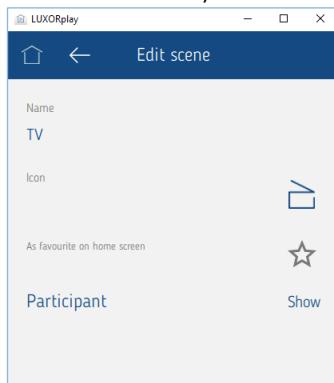 LUXORplay
Edit scene
Name
TV
Icon
As favourite on home screen
Participant Show